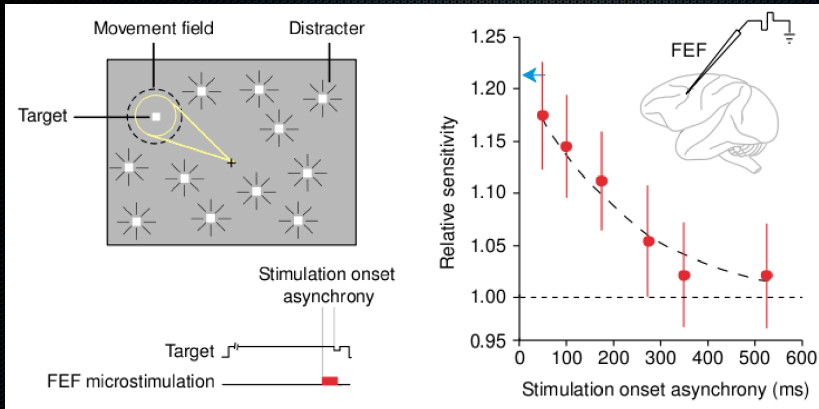 Movement field
Distracter
Target
Stimulation onset
asynchrony
Target
FEF microstimulation
FEF
Relative sensitivity
1.25
1.20
1.15
1.10
1.05
1.00
0.95
0 100 200 300 400 500 600
Stimulation onset asynchrony (ms)